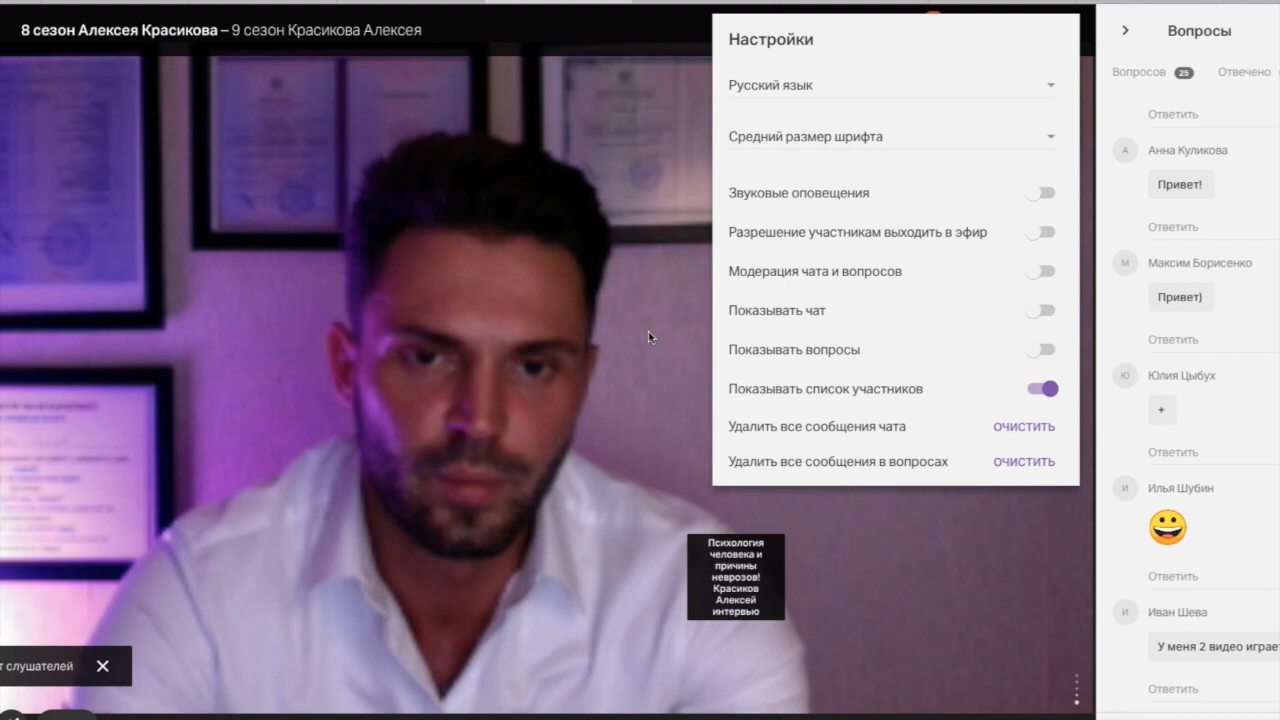 8 сезон Алексея Красикова – 9 сезон Красикова Алексея
Настройки
Русский язык
Средний размер шрифта
Звуковые оповещения
Разрешение участникам выходить в эфир
Модерация чата и вопросов
Показывать чат
Показывать вопросы
Показывать список участников
Удалить все сообщения чата ОЧИСТИТЬ
Удалить все сообщения в вопросах ОЧИСТИТЬ
Психология
человека и
причины
неврозов!
Красиков
Алексей
интервью
т слушателей
Вопросы
Вопросов 25 Отвечено
Ответить
А Анна Куликова
Привет!
Ответить
М Максим Борисенко
Привет)
Ответить
Ю Юлия Цыбух
+
Ответить
И Илья Шубин
Ответить
И Иван Шева
У меня 2 видео играет
Ответить